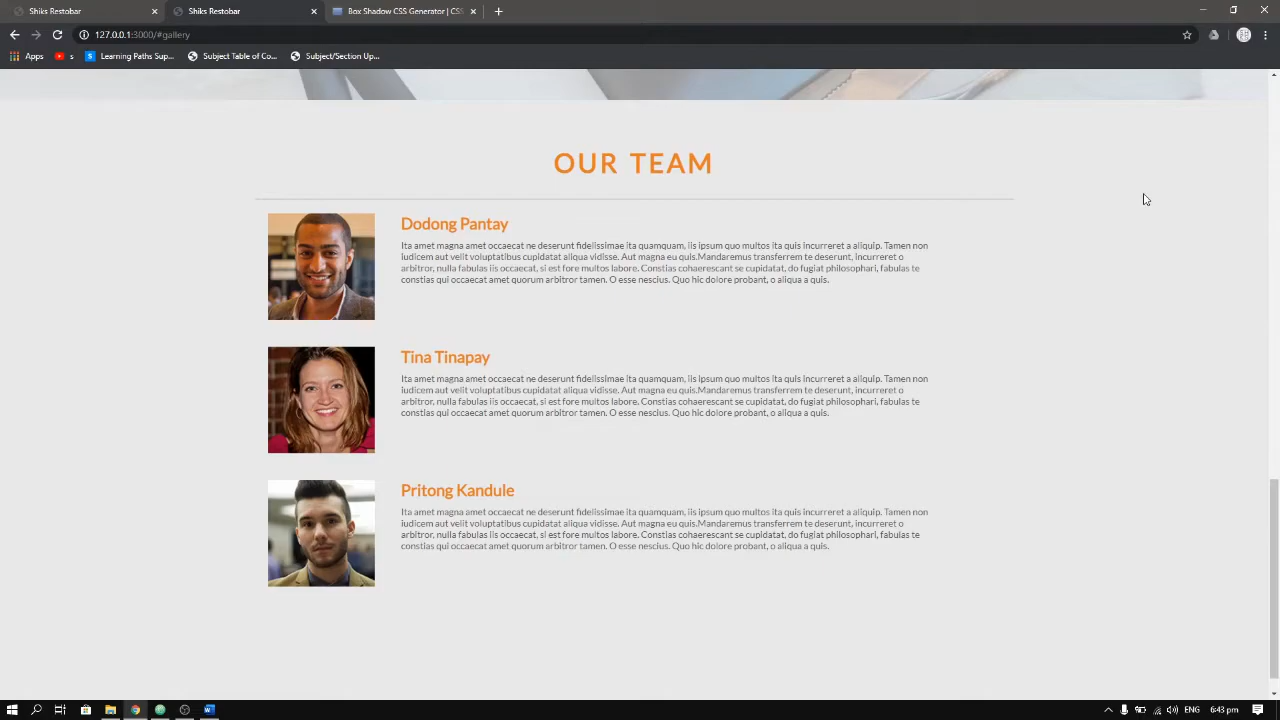 Shiks Restobar
Shiks Restobar
Box Shadow CSS Generator | CSS
127.0.0.1:3000/#gallery
Apps
s
Learning Paths Sup...
Subject Table of Co...
Subject/Section Up...
OUR TEAM
Dodong Pantay
Ita amet magna amet occaecat ne deserunt fidelissimae ita quamquam, iis ipsum quo multos ita quis incurreret a aliquip. Tamen non
iudicem aut velit voluptatibus cupidatat aliqua vidisse. Aut magna eu quis.Mandaremus transferrem te deserunt, incurreret o
arbitror, nulla fabulas iis occaecat, si est fore multos labore. Constias cohaerescant se cupidatat, do fugiat philosophari, fabulas te
constias qui occaecat amet quorum arbitror tamen. O esse nescius. Quo hic dolore probant, o aliqua a quis.
Tina Tinapay
Ita amet magna amet occaecat ne deserunt fidelissimae ita quamquam, iis ipsum quo multos ita quis incurreret a aliquip. Tamen non
iudicem aut velit voluptatibus cupidatat aliqua vidisse. Aut magna eu quis.Mandaremus transferrem te deserunt, incurreret o
arbitror, nulla fabulas iis occaecat, si est fore multos labore. Constias cohaerescant se cupidatat, do fugiat philosophari, fabulas te
constias qui occaecat amet quorum arbitror tamen. O esse nescius. Quo hic dolore probant, o aliqua a quis.
Pritong Kandule
Ita amet magna amet occaecat ne deserunt fidelissimae ita quamquam, iis ipsum quo multos ita quis incurreret a aliquip. Tamen non
iudicem aut velit voluptatibus cupidatat aliqua vidisse. Aut magna eu quis.Mandaremus transferrem te deserunt, incurreret o
arbitror, nulla fabulas iis occaecat, si est fore multos labore. Constias cohaerescant se cupidatat, do fugiat philosophari, fabulas te
constias qui occaecat amet quorum arbitror tamen. O esse nescius. Quo hic dolore probant, o aliqua a quis.
ENG
6:43 pm